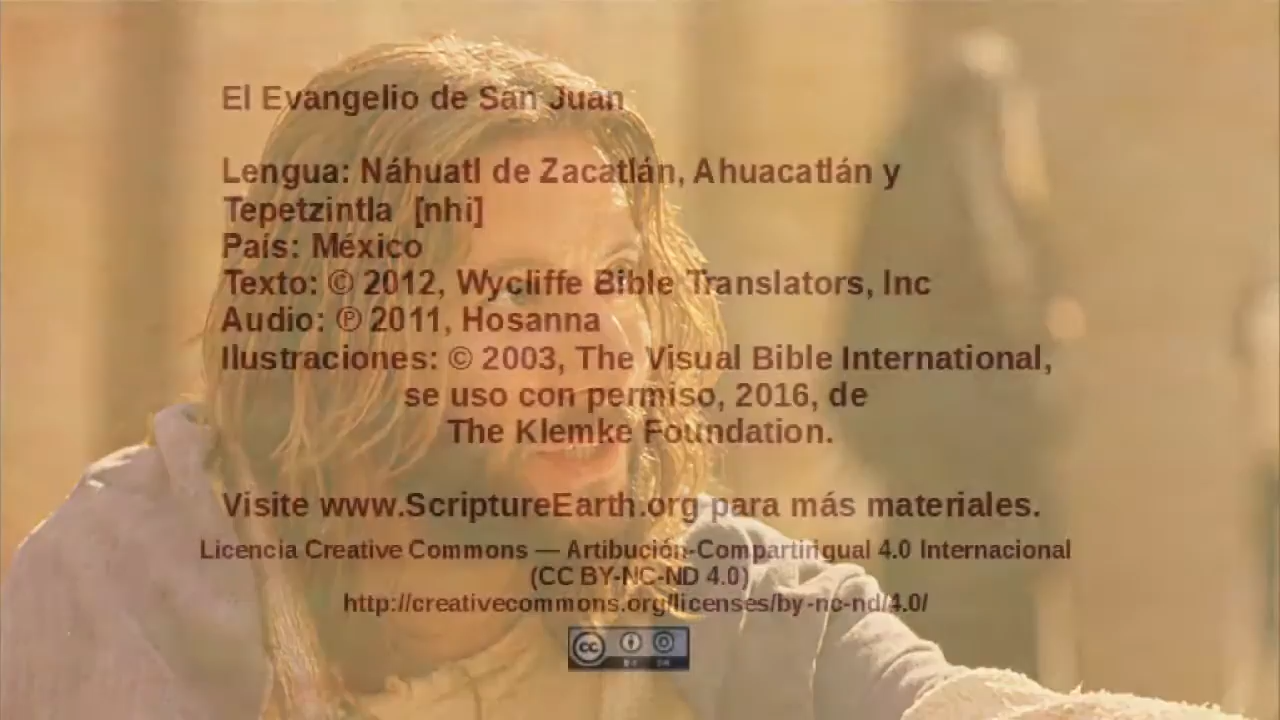 El Evangelio de San Juan
Lengua: Náhuatl de Zacatlán, Ahuacatlán y
Tepetzintla [nhi]
País: México
Texto: © 2012, Wycliffe Bible Translators, Inc
Audio: ℗ 2011, Hosanna
Ilustraciones: © 2003, The Visual Bible International,
se uso con permiso, 2016, de
The Klemke Foundation.
Visite www.ScriptureEarth.org para más materiales.
Licencia Creative Commons — Artibución-CompartirIgual 4.0 Internacional
(CC BY-NC-ND 4.0)
http://creativecommons.org/licenses/by-nc-nd/4.0/
cc